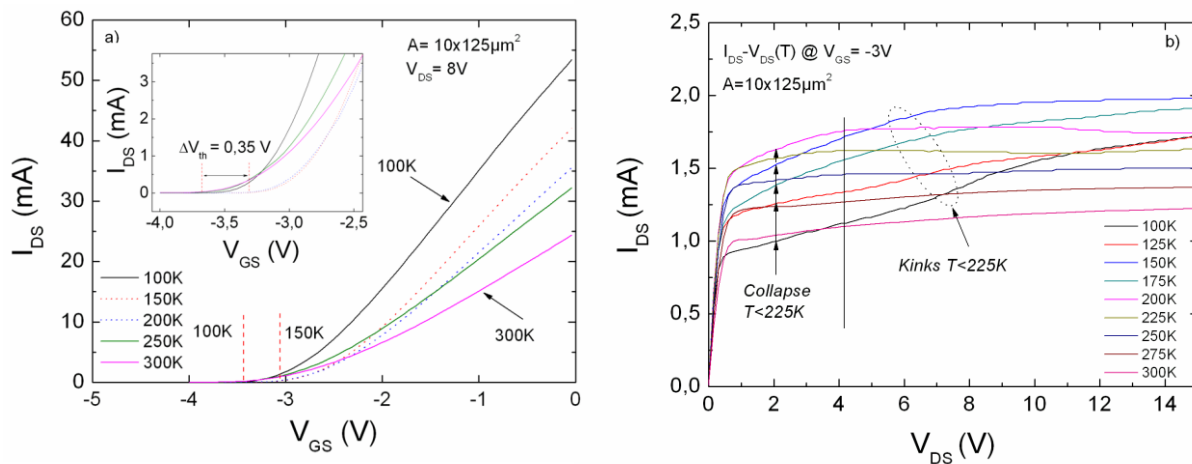 a)
A= 10x125µm²
V_DS= 8V
I_DS (mA)
60
50
40
30
20
10
0
-5
-4
-3
-2
-1
0
V_GS (V)
I_DS (mA)
3
2
1
0
-4,0
-3,5
-3,0
-2,5
V_GS (V)
ΔV_th = 0,35 V
100K
300K
100K
150K
100K
150K
200K
250K
300K
b)
I_DS-V_DS(T) @ V_GS= -3V
A=10x125µm²
I_DS (mA)
2,5
2,0
1,5
1,0
0,5
0,0
0
2
4
6
8
10
12
14
V_DS (V)
Collapse
T<225K
Kinks T<225K
100K
125K
150K
175K
200K
225K
250K
275K
300K